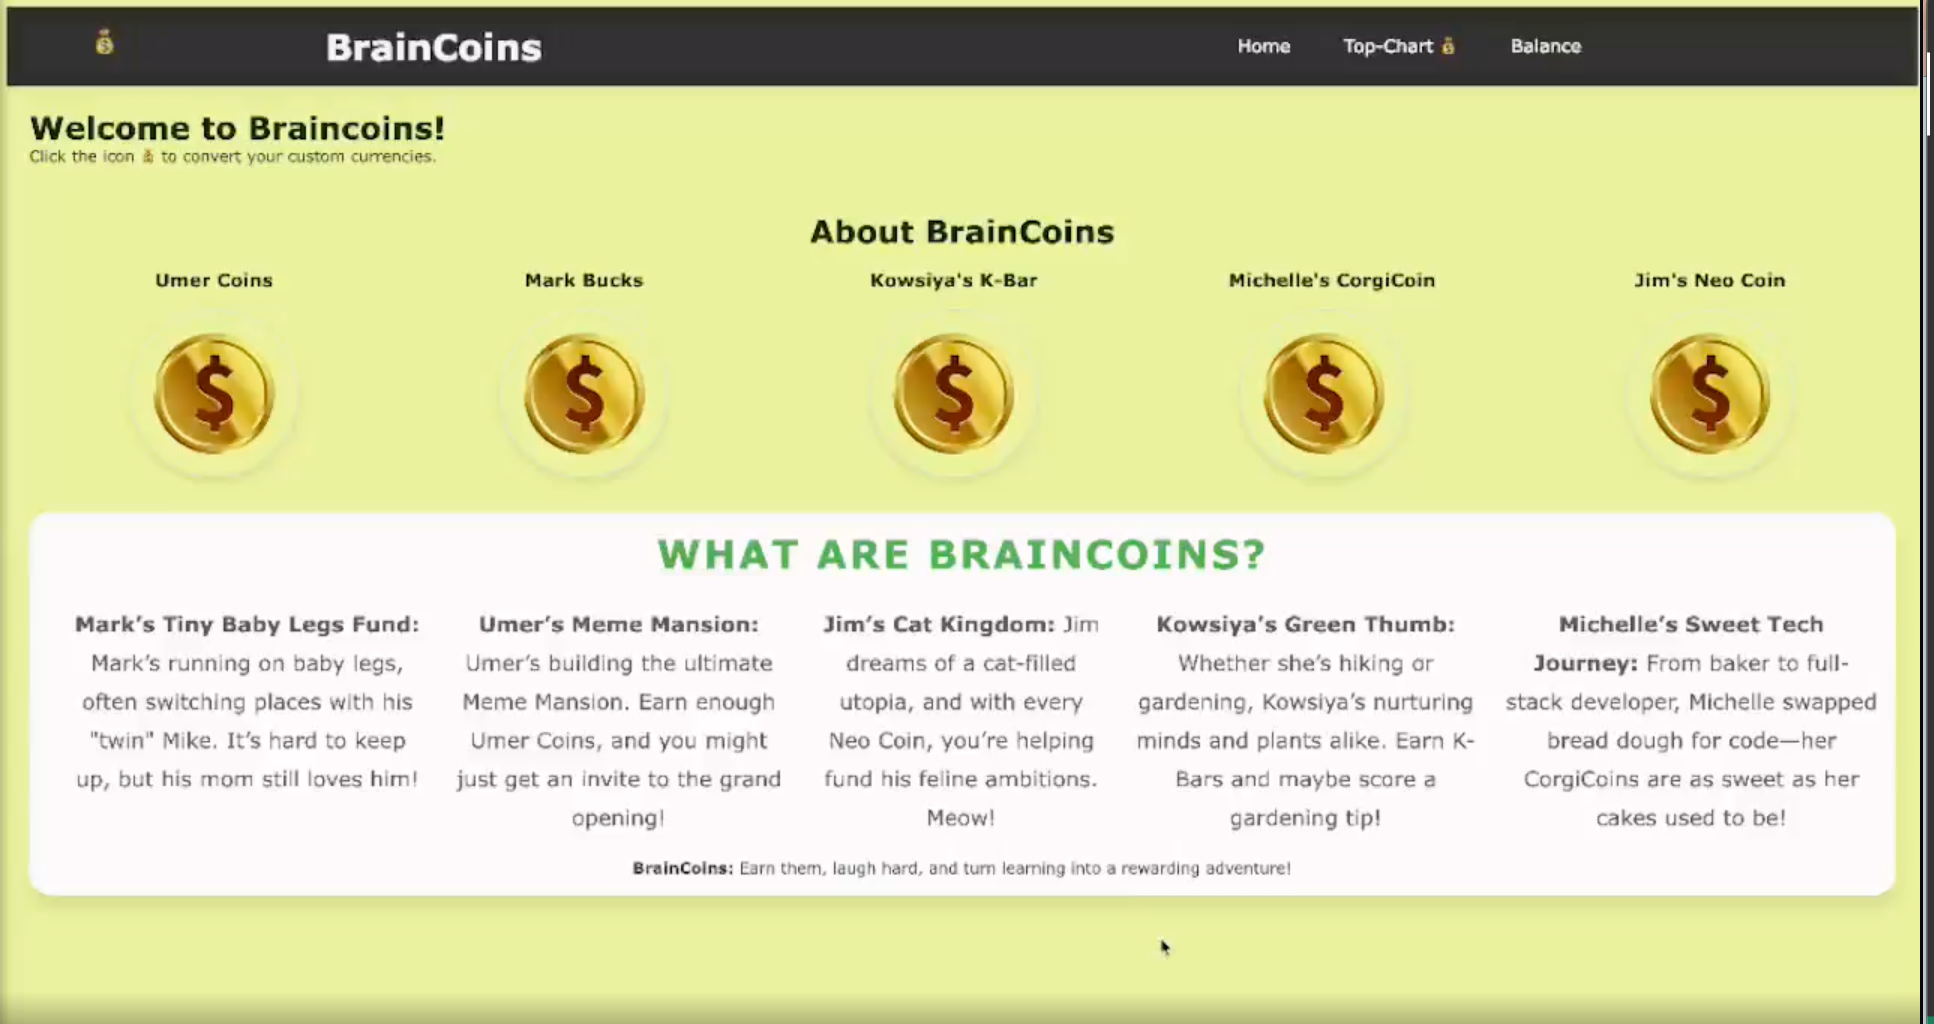 BrainCoins
Home
Top-Chart 💰
Balance
Welcome to Braincoins!
Click the icon 💰 to convert your custom currencies.
About BrainCoins
Umer Coins
Mark Bucks
Kowsiya's K-Bar
Michelle's CorgiCoin
Jim's Neo Coin
$
$
$
$
$
WHAT ARE BRAINCOINS?
Mark’s Tiny Baby Legs Fund:
Mark’s running on baby legs,
often switching places with his
"twin" Mike. It’s hard to keep
up, but his mom still loves him!
Umer’s Meme Mansion:
Umer’s building the ultimate
Meme Mansion. Earn enough
Umer Coins, and you might
just get an invite to the grand
opening!
Jim’s Cat Kingdom: Jim
dreams of a cat-filled
utopia, and with every
Neo Coin, you’re helping
fund his feline ambitions.
Meow!
Kowsiya’s Green Thumb:
Whether she’s hiking or
gardening, Kowsiya’s nurturing
minds and plants alike. Earn K-
Bars and maybe score a
gardening tip!
Michelle’s Sweet Tech
Journey: From baker to full-
stack developer, Michelle swapped
bread dough for code—her
CorgiCoins are as sweet as her
cakes used to be!
BrainCoins: Earn them, laugh hard, and turn learning into a rewarding adventure!